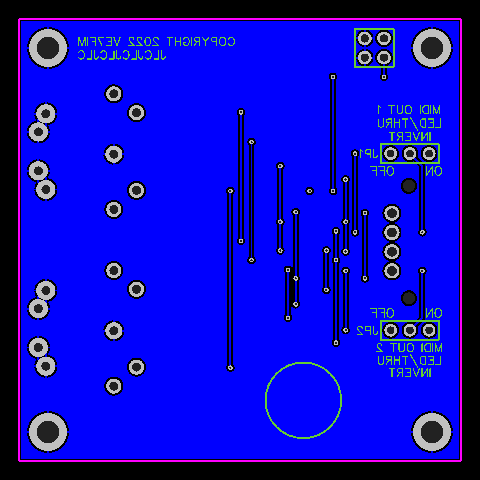 COPYRIGHT 2022 VE7FIM
JLCJLCJLCJLC
MIDI OUT 1
LED/THRU
INVERT
JP1
OFF ON
OFF ON
JP2
MIDI OUT 2
LED/THRU
INVERT